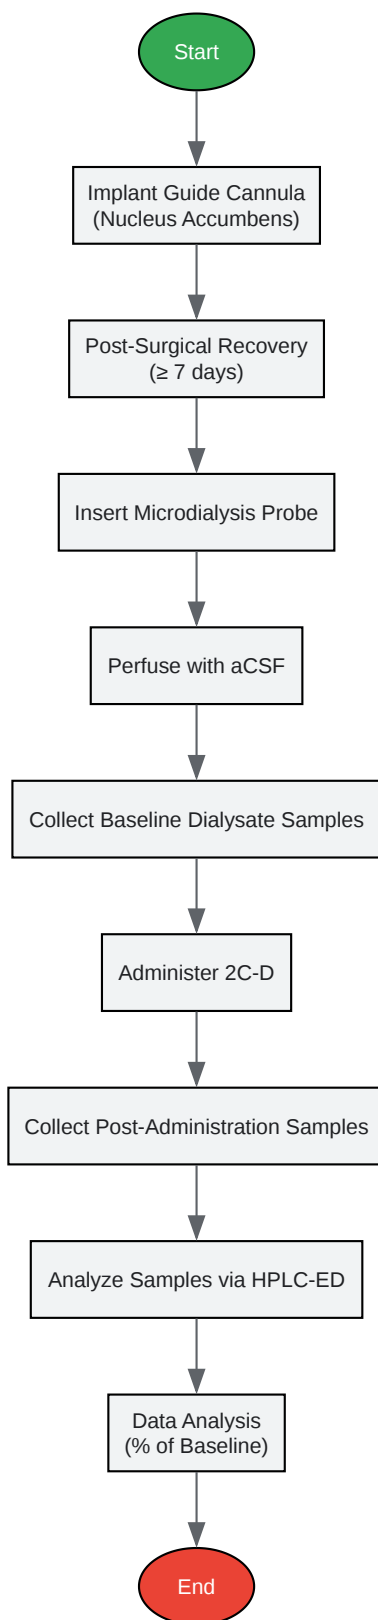 Start
Implant Guide Cannula
(Nucleus Accumbens)
Post-Surgical Recovery
(≥ 7 days)
Insert Microdialysis Probe
Perfuse with aCSF
Collect Baseline Dialysate Samples
Administer 2C-D
Collect Post-Administration Samples
Analyze Samples via HPLC-ED
Data Analysis
(% of Baseline)
End